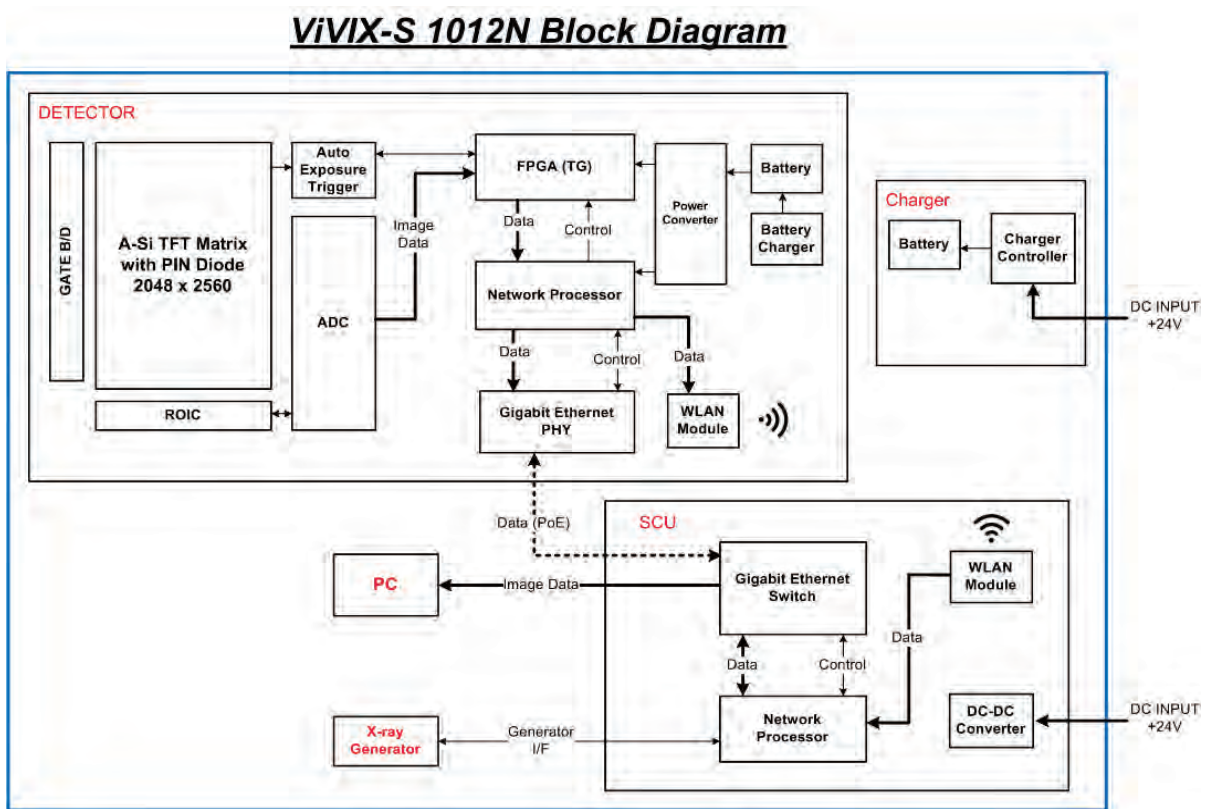 ViVIX-S 1012N Block Diagram
DETECTOR
GATE B/D
A-Si TFT Matrix
with PIN Diode
2048 x 2560
ROIC
Auto
Exposure
Trigger
ADC
Image
Data
FPGA (TG)
Data
Control
Network Processor
Data
Control
Data
Gigabit Ethernet
PHY
WLAN
Module
Power
Converter
Battery
Battery
Charger
Charger
Battery
Charger
Controller
DC INPUT
+24V
Data (PoE)
SCU
PC
Image Data
Gigabit Ethernet
Switch
WLAN
Module
Data
Data
Control
X-ray
Generator
Generator
I/F
Network
Processor
DC-DC
Converter
DC INPUT
+24V